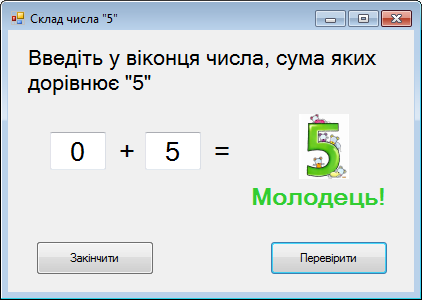 Склад числа "5"
Введіть у віконця числа, сума яких
дорівнює "5"
0 + 5 = 5
Молодець!
Закінчити Перевірити